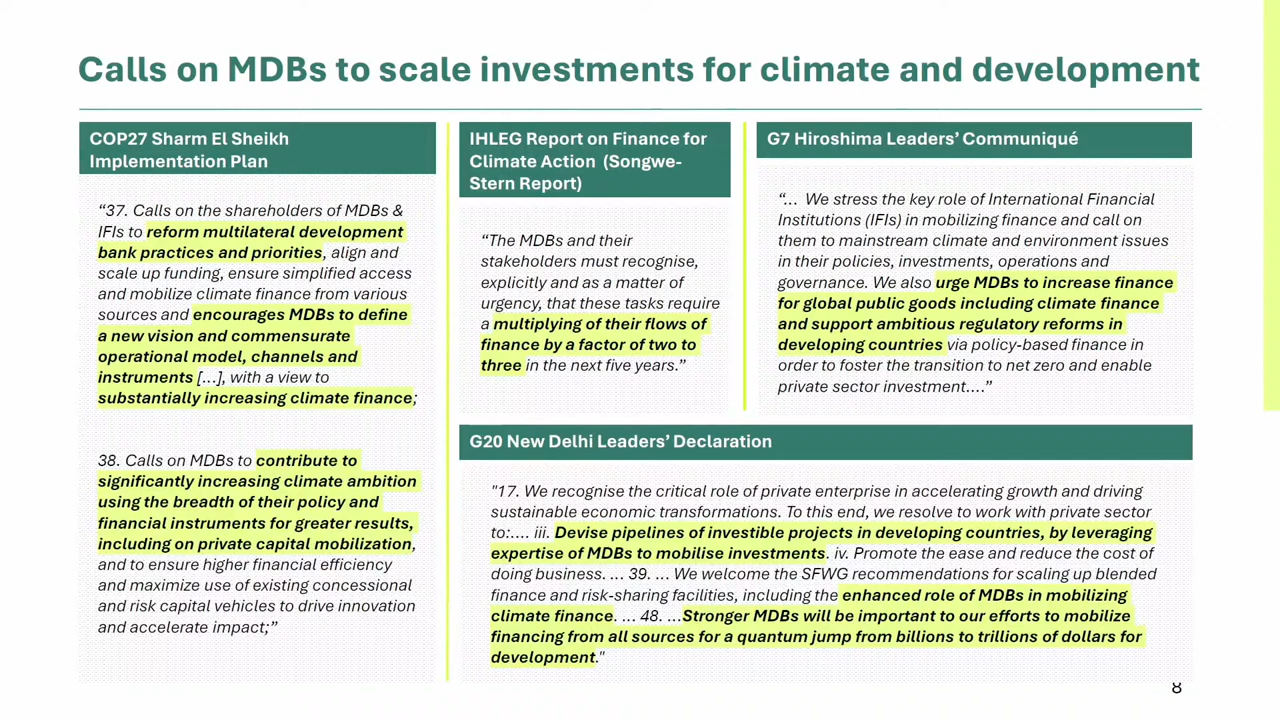 Calls on MDBs to scale investments for climate and development
COP27 Sharm El Sheikh
Implementation Plan
“37. Calls on the shareholders of MDBs &
IFIs to reform multilateral development
bank practices and priorities, align and
scale up funding, ensure simplified access
and mobilize climate finance from various
sources and encourages MDBs to define
a new vision and commensurate
operational model, channels and
instruments [...], with a view to
substantially increasing climate finance;
38. Calls on MDBs to contribute to
significantly increasing climate ambition
using the breadth of their policy and
financial instruments for greater results,
including on private capital mobilization,
and to ensure higher financial efficiency
and maximize use of existing concessional
and risk capital vehicles to drive innovation
and accelerate impact;”
IHLEG Report on Finance for
Climate Action (Songwe-
Stern Report)
“The MDBs and their
stakeholders must recognise,
explicitly and as a matter of
urgency, that these tasks require
a multiplying of their flows of
finance by a factor of two to
three in the next five years.”
G7 Hiroshima Leaders’ Communiqué
“... We stress the key role of International Financial
Institutions (IFIs) in mobilizing finance and call on
them to mainstream climate and environment issues
in their policies, investments, operations and
governance. We also urge MDBs to increase finance
for global public goods including climate finance
and support ambitious regulatory reforms in
developing countries via policy-based finance in
order to foster the transition to net zero and enable
private sector investment....”
G20 New Delhi Leaders’ Declaration
"17. We recognise the critical role of private enterprise in accelerating growth and driving
sustainable economic transformations. To this end, we resolve to work with private sector
to:.... iii. Devise pipelines of investible projects in developing countries, by leveraging
expertise of MDBs to mobilise investments. iv. Promote the ease and reduce the cost of
doing business. ... 39. ... We welcome the SFWG recommendations for scaling up blended
finance and risk-sharing facilities, including the enhanced role of MDBs in mobilizing
climate finance. ... 48. ...Stronger MDBs will be important to our efforts to mobilize
financing from all sources for a quantum jump from billions to trillions of dollars for
development."
8